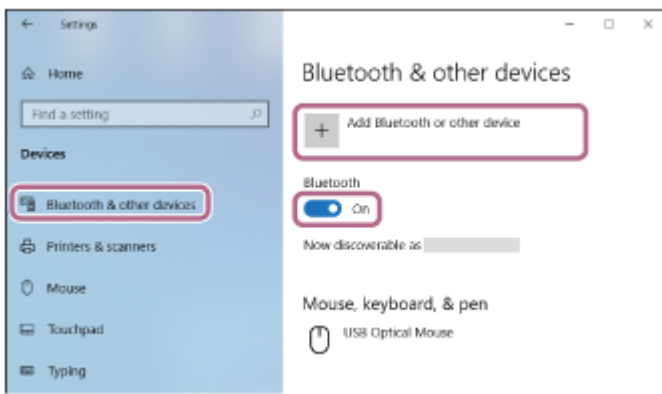 Settings
Home
Find a setting
Devices
Bluetooth & other devices
Printers & scanners
Mouse
Touchpad
Typing
Bluetooth & other devices
Add Bluetooth or other device
Bluetooth
On
Now discoverable as
Mouse, keyboard, & pen
USB Optical Mouse